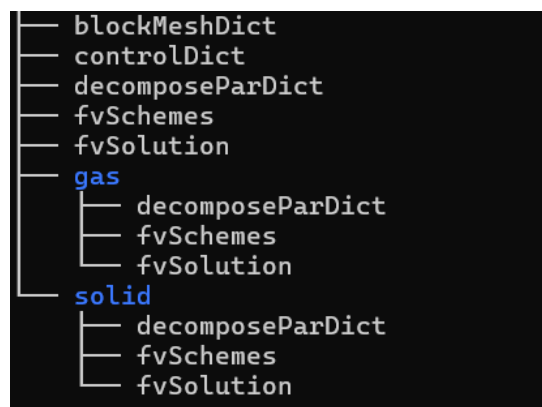 blockMeshDict
controlDict
decomposeParDict
fvSchemes
fvSolution
gas
decomposeParDict
fvSchemes
fvSolution
solid
decomposeParDict
fvSchemes
fvSolution